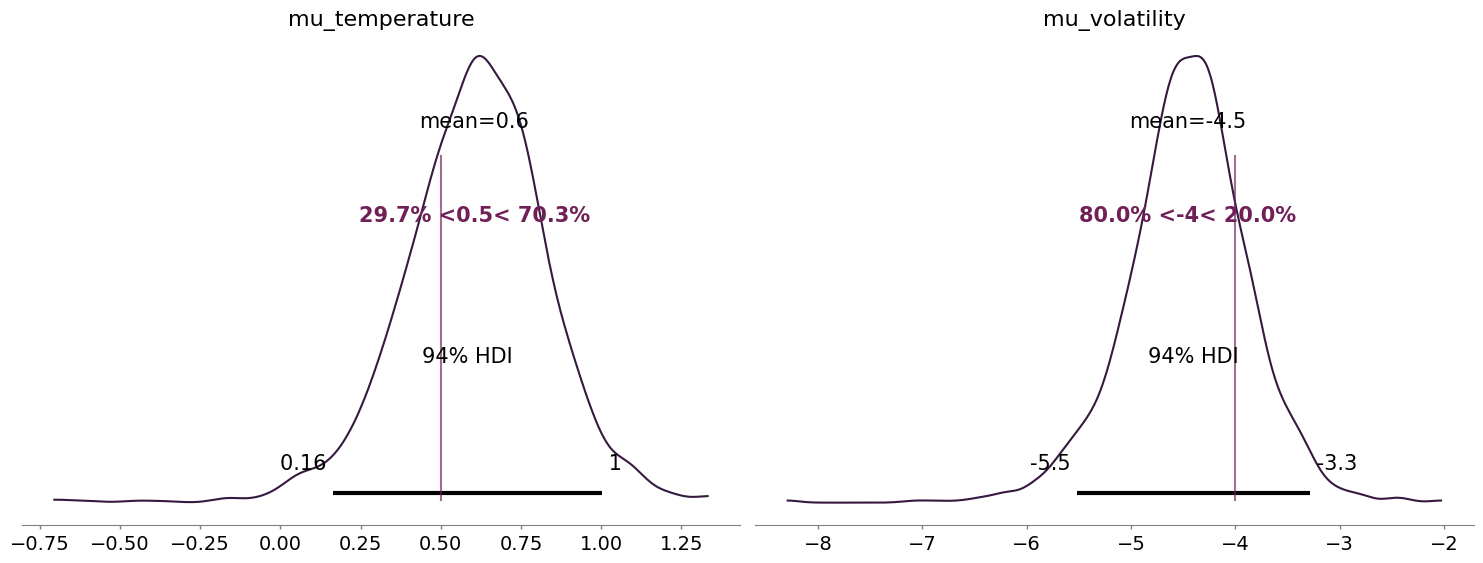 mu_temperature
mean=0.6
29.7% <0.5< 70.3%
94% HDI
0.16
1
−0.75 −0.50 −0.25 0.00 0.25 0.50 0.75 1.00 1.25
mu_volatility
mean=-4.5
80.0% <-4< 20.0%
94% HDI
-5.5
-3.3
−8 −7 −6 −5 −4 −3 −2